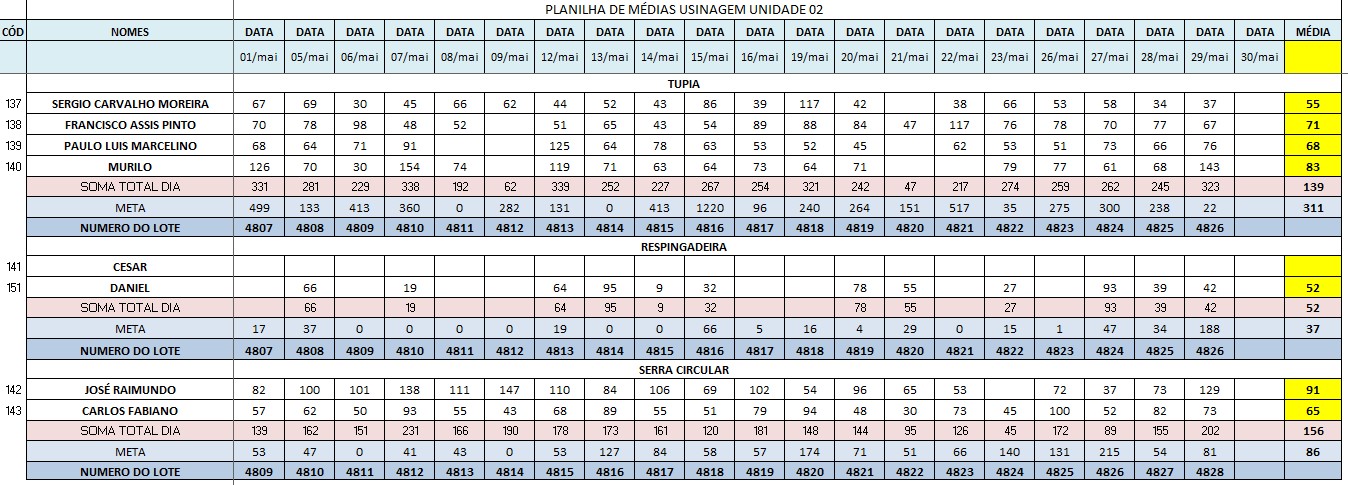 PLANILHA DE MÉDIAS USINAGEM UNIDADE 02
CÓD NOMES DATA DATA DATA DATA DATA DATA DATA DATA DATA DATA DATA DATA DATA DATA DATA DATA DATA DATA DATA DATA DATA MÉDIA
01/mai 05/mai 06/mai 07/mai 08/mai 09/mai 12/mai 13/mai 14/mai 15/mai 16/mai 19/mai 20/mai 21/mai 22/mai 23/mai 26/mai 27/mai 28/mai 29/mai 30/mai
TUPIA
137 SERGIO CARVALHO MOREIRA 67 69 30 45 66 62 44 52 43 86 39 117 42 38 66 53 58 34 37 55
138 FRANCISCO ASSIS PINTO 70 78 98 48 52 51 65 43 54 89 88 84 47 117 76 78 70 77 67 71
139 PAULO LUIS MARCELINO 68 64 71 91 125 64 78 63 53 52 45 62 53 51 73 66 76 68
140 MURILO 126 70 30 154 74 119 71 63 64 73 64 71 79 77 61 68 143 83
SOMA TOTAL DIA 331 281 229 338 192 62 339 252 227 267 254 321 242 47 217 274 259 262 245 323 139
META 499 133 413 360 0 282 131 0 413 1220 96 240 264 151 517 35 275 300 238 22 311
NUMERO DO LOTE 4807 4808 4809 4810 4811 4812 4813 4814 4815 4816 4817 4818 4819 4820 4821 4822 4823 4824 4825 4826
RESPINGADEIRA
141 CESAR
151 DANIEL 66 19 64 95 9 32 78 55 27 93 39 42 52
SOMA TOTAL DIA 66 19 64 95 9 32 78 55 27 93 39 42 52
META 17 37 0 0 0 0 19 0 0 66 5 16 4 29 0 15 1 47 34 188 37
NUMERO DO LOTE 4807 4808 4809 4810 4811 4812 4813 4814 4815 4816 4817 4818 4819 4820 4821 4822 4823 4824 4825 4826
SERRA CIRCULAR
142 JOSÉ RAIMUNDO 82 100 101 138 111 147 110 84 106 69 102 54 96 65 53 72 37 73 129 91
143 CARLOS FABIANO 57 62 50 93 55 43 68 89 55 51 79 94 48 30 73 45 100 52 82 73 65
SOMA TOTAL DIA 139 162 151 231 166 190 178 173 161 120 181 148 144 95 126 45 172 89 155 202 156
META 53 47 0 41 43 0 53 127 84 58 57 174 71 51 66 140 131 215 54 81 86
NUMERO DO LOTE 4809 4810 4811 4812 4813 4814 4815 4816 4817 4818 4819 4820 4821 4822 4823 4824 4825 4826 4827 4828